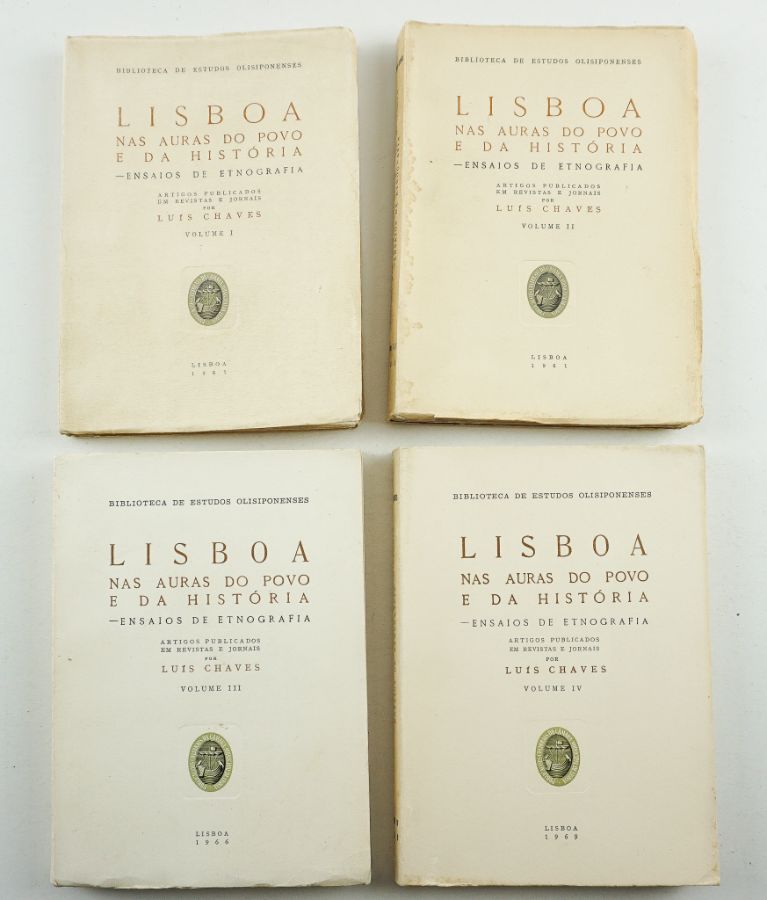 BIBLIOTECA DE ESTUDOS OLISIPONENSES
LISBOA
NAS AURAS DO POVO
E DA HISTÓRIA
—ENSAIOS DE ETNOGRAFIA
ARTIGOS PUBLICADOS
EM REVISTAS E JORNAIS
POR
LUÍS CHAVES
VOLUME I
LISBOA
BIBLIOTECA DE ESTUDOS OLISIPONENSES
LISBOA
NAS AURAS DO POVO
E DA HISTÓRIA
—ENSAIOS DE ETNOGRAFIA
ARTIGOS PUBLICADOS
EM REVISTAS E JORNAIS
POR
LUÍS CHAVES
VOLUME II
LISBOA
BIBLIOTECA DE ESTUDOS OLISIPONENSES
LISBOA
NAS AURAS DO POVO
E DA HISTÓRIA
—ENSAIOS DE ETNOGRAFIA
ARTIGOS PUBLICADOS
EM REVISTAS E JORNAIS
POR
LUÍS CHAVES
VOLUME III
LISBOA
1966
BIBLIOTECA DE ESTUDOS OLISIPONENSES
LISBOA
NAS AURAS DO POVO
E DA HISTÓRIA
—ENSAIOS DE ETNOGRAFIA
ARTIGOS PUBLICADOS
EM REVISTAS E JORNAIS
POR
LUÍS CHAVES
VOLUME IV
LISBOA